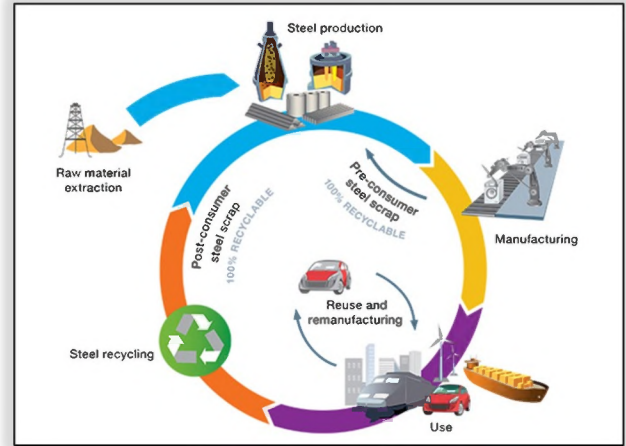 Steel production
Raw material
extraction
Pre-consumer
steel scrap
100% RECYCLABLE
Post-consumer
steel scrap
100% RECYCLABLE
Manufacturing
Reuse and
remanufacturing
Steel recycling
Use